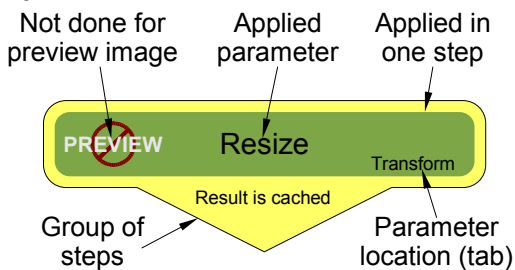 Not done for
preview image
Applied
parameter
Applied in
one step
PREVIEW
Resize
Transform
Result is cached
Group of
steps
Parameter
location (tab)